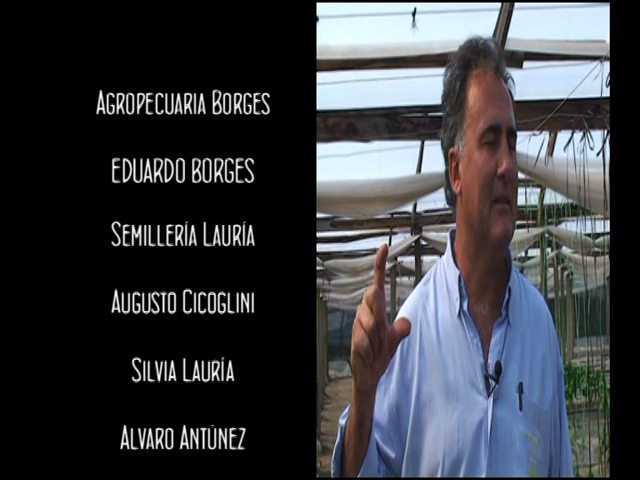 AGROPECUARIA BORGES
EDUARDO BORGES
SEMILLERÍA LAURÍA
AUGUSTO CICOGLINI
SILVIA LAURÍA
ALVARO ANTÚNEZ